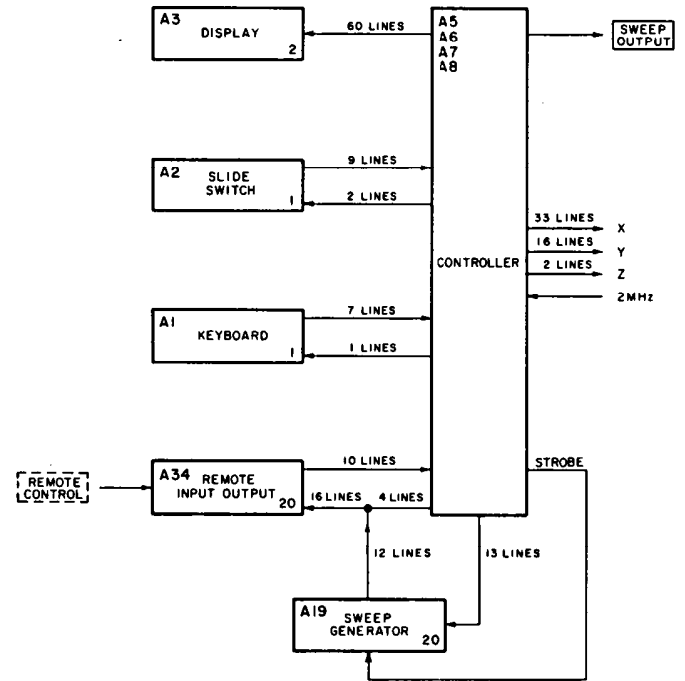 A3
DISPLAY
2
60 LINES
A5
A6
A7
A8
SWEEP
OUTPUT
A2
SLIDE
SWITCH
1
9 LINES
2 LINES
33 LINES
X
16 LINES
Y
CONTROLLER
2 LINES
Z
2MHz
A1
KEYBOARD
1
7 LINES
1 LINES
REMOTE
CONTROL
A34
REMOTE
INPUT OUTPUT
20
10 LINES
16 LINES
4 LINES
STROBE
12 LINES
13 LINES
A19
SWEEP
GENERATOR
20